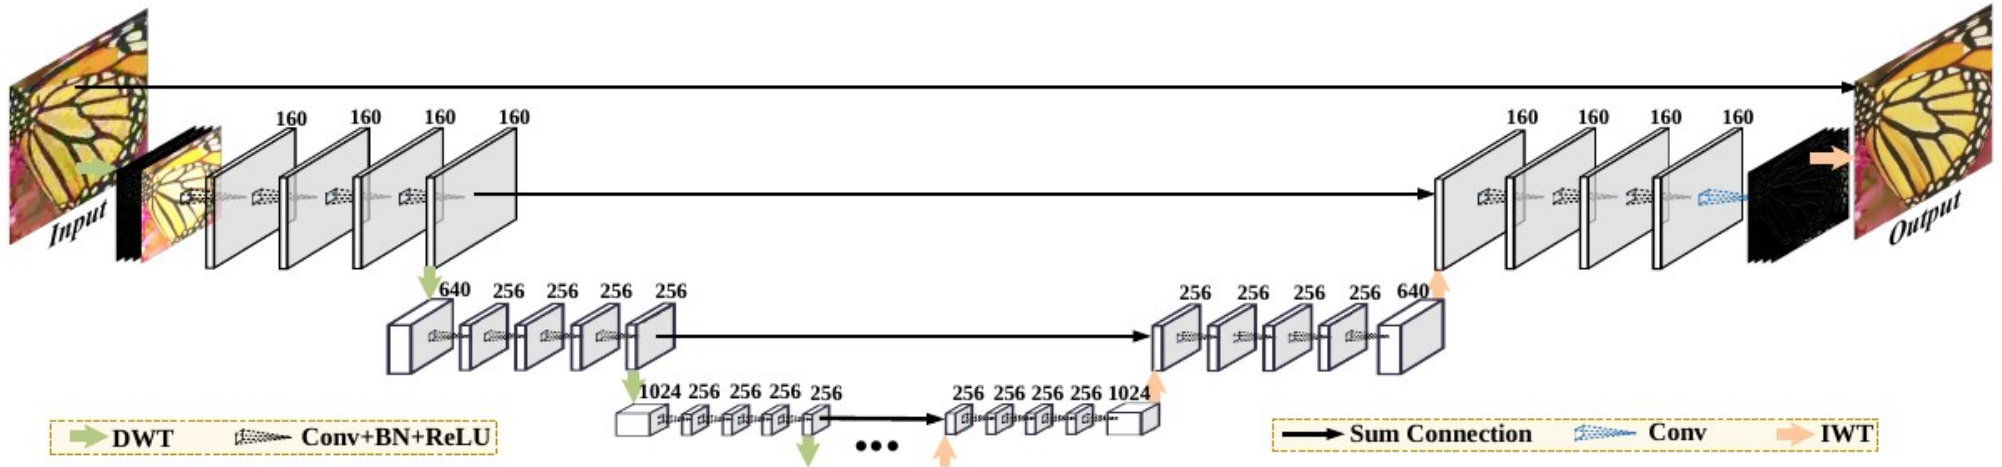 160 160 160 160 160 160 160 160
Input Output
640 256 256 256 256 256 256 256 256 640
1024 256 256 256 256 256 256 256 256 1024
DWT Conv+BN+ReLU ••• Sum Connection Conv IWT